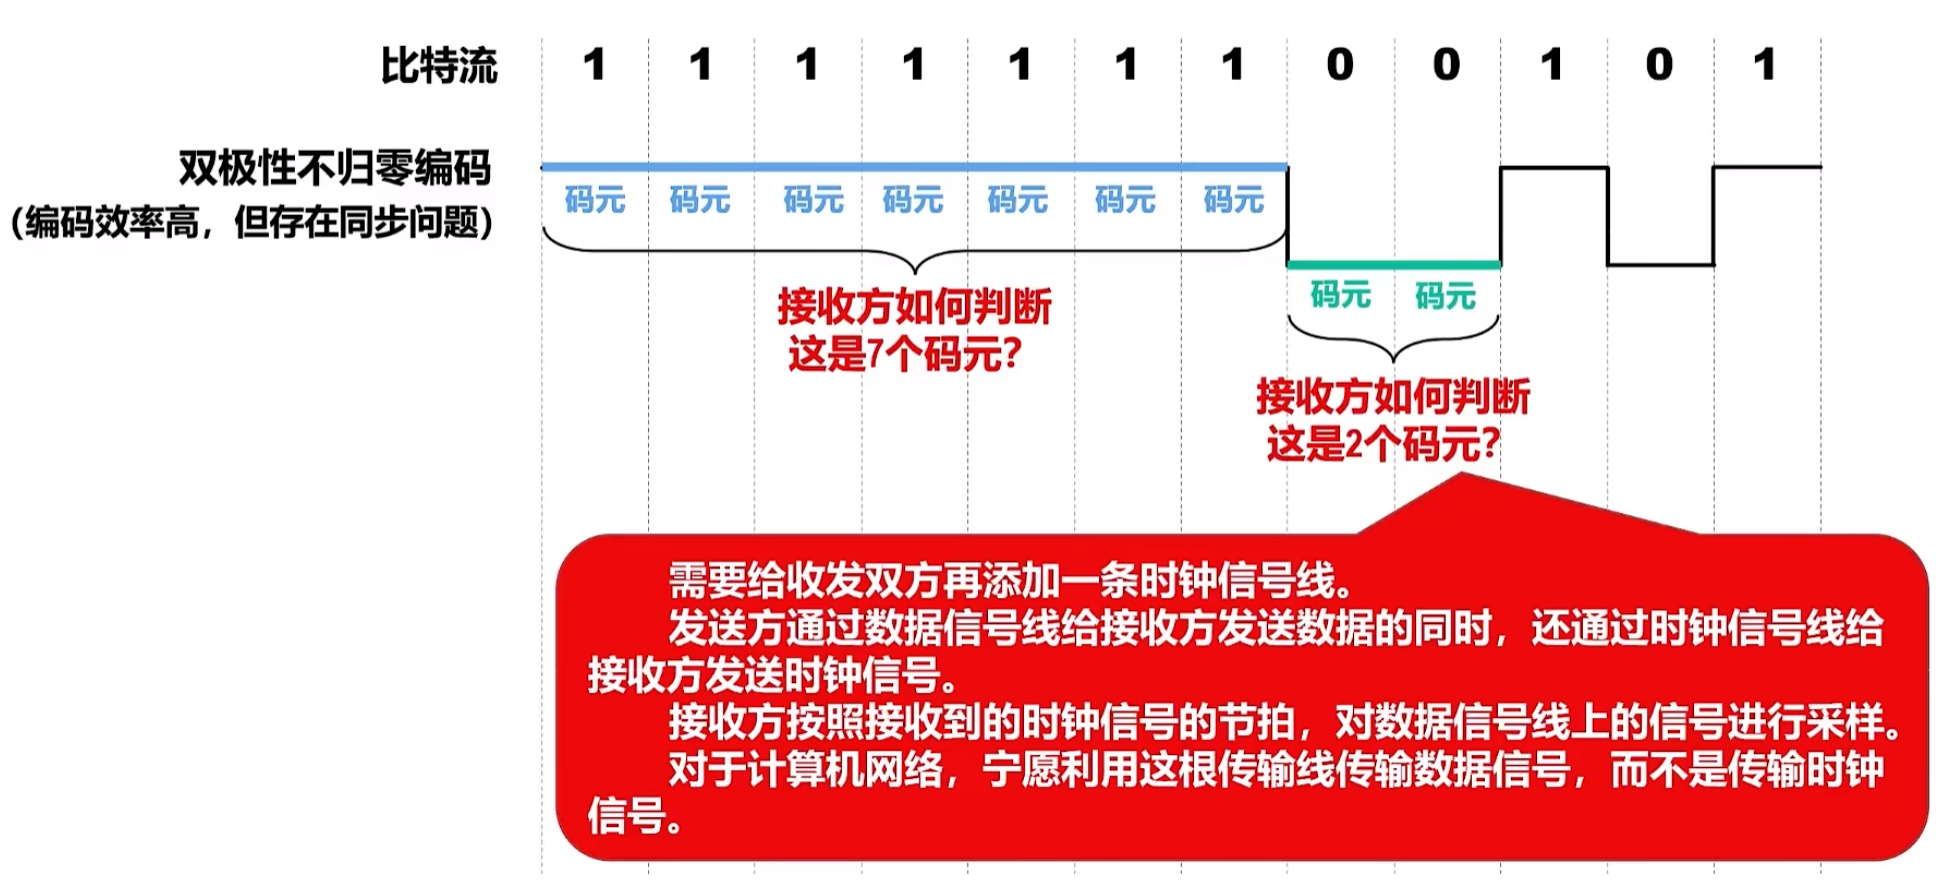 比特流 1 1 1 1 1 1 1 0 0 1 0 1
双极性不归零编码
（编码效率高，但存在同步问题）
码元 码元 码元 码元 码元 码元 码元
接收方如何判断
这是7个码元？
码元 码元
接收方如何判断
这是2个码元？
需要给收发双方再添加一条时钟信号线。
发送方通过数据信号线给接收方发送数据的同时，还通过时钟信号线给
接收方发送时钟信号。
接收方按照接收到的时钟信号的节拍，对数据信号线上的信号进行采样。
对于计算机网络，宁愿利用这根传输线传输数据信号，而不是传输时钟
信号。